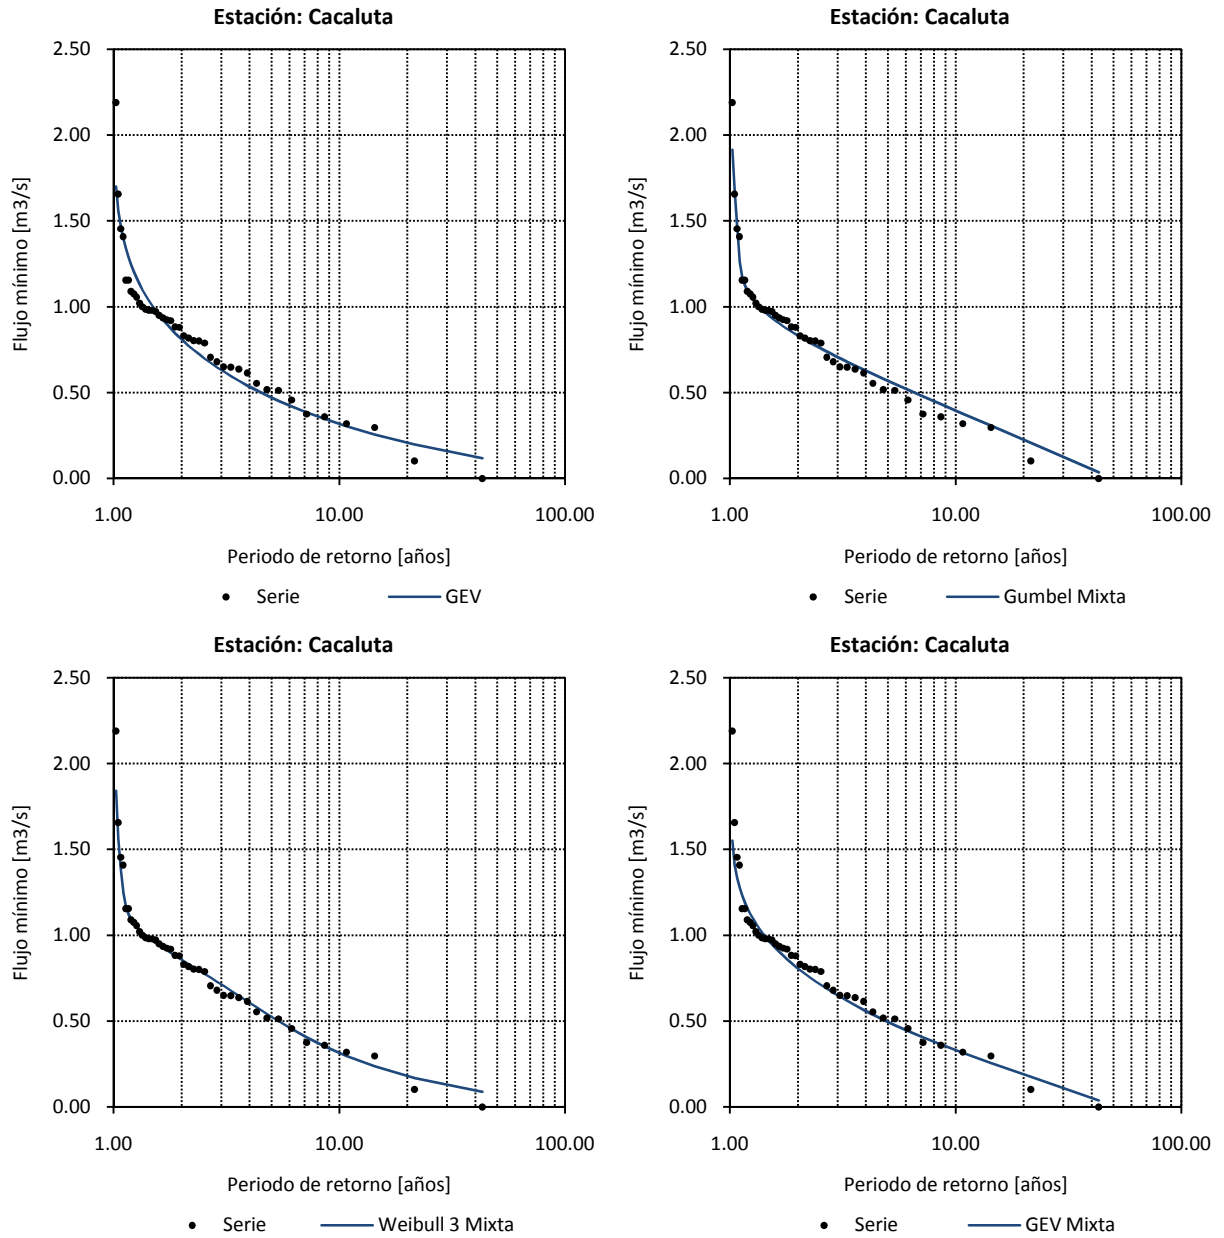 Estación: Cacaluta
Flujo mínimo [m3/s]
2.50
2.00
1.50
1.00
0.50
0.00
1.00 10.00 100.00
Periodo de retorno [años]
Serie GEV
Estación: Cacaluta
Flujo mínimo [m3/s]
2.50
2.00
1.50
1.00
0.50
0.00
1.00 10.00 100.00
Periodo de retorno [años]
Serie Gumbel Mixta
Estación: Cacaluta
Flujo mínimo [m3/s]
2.50
2.00
1.50
1.00
0.50
0.00
1.00 10.00 100.00
Periodo de retorno [años]
Serie Weibull 3 Mixta
Estación: Cacaluta
Flujo mínimo [m3/s]
2.50
2.00
1.50
1.00
0.50
0.00
1.00 10.00 100.00
Periodo de retorno [años]
Serie GEV Mixta